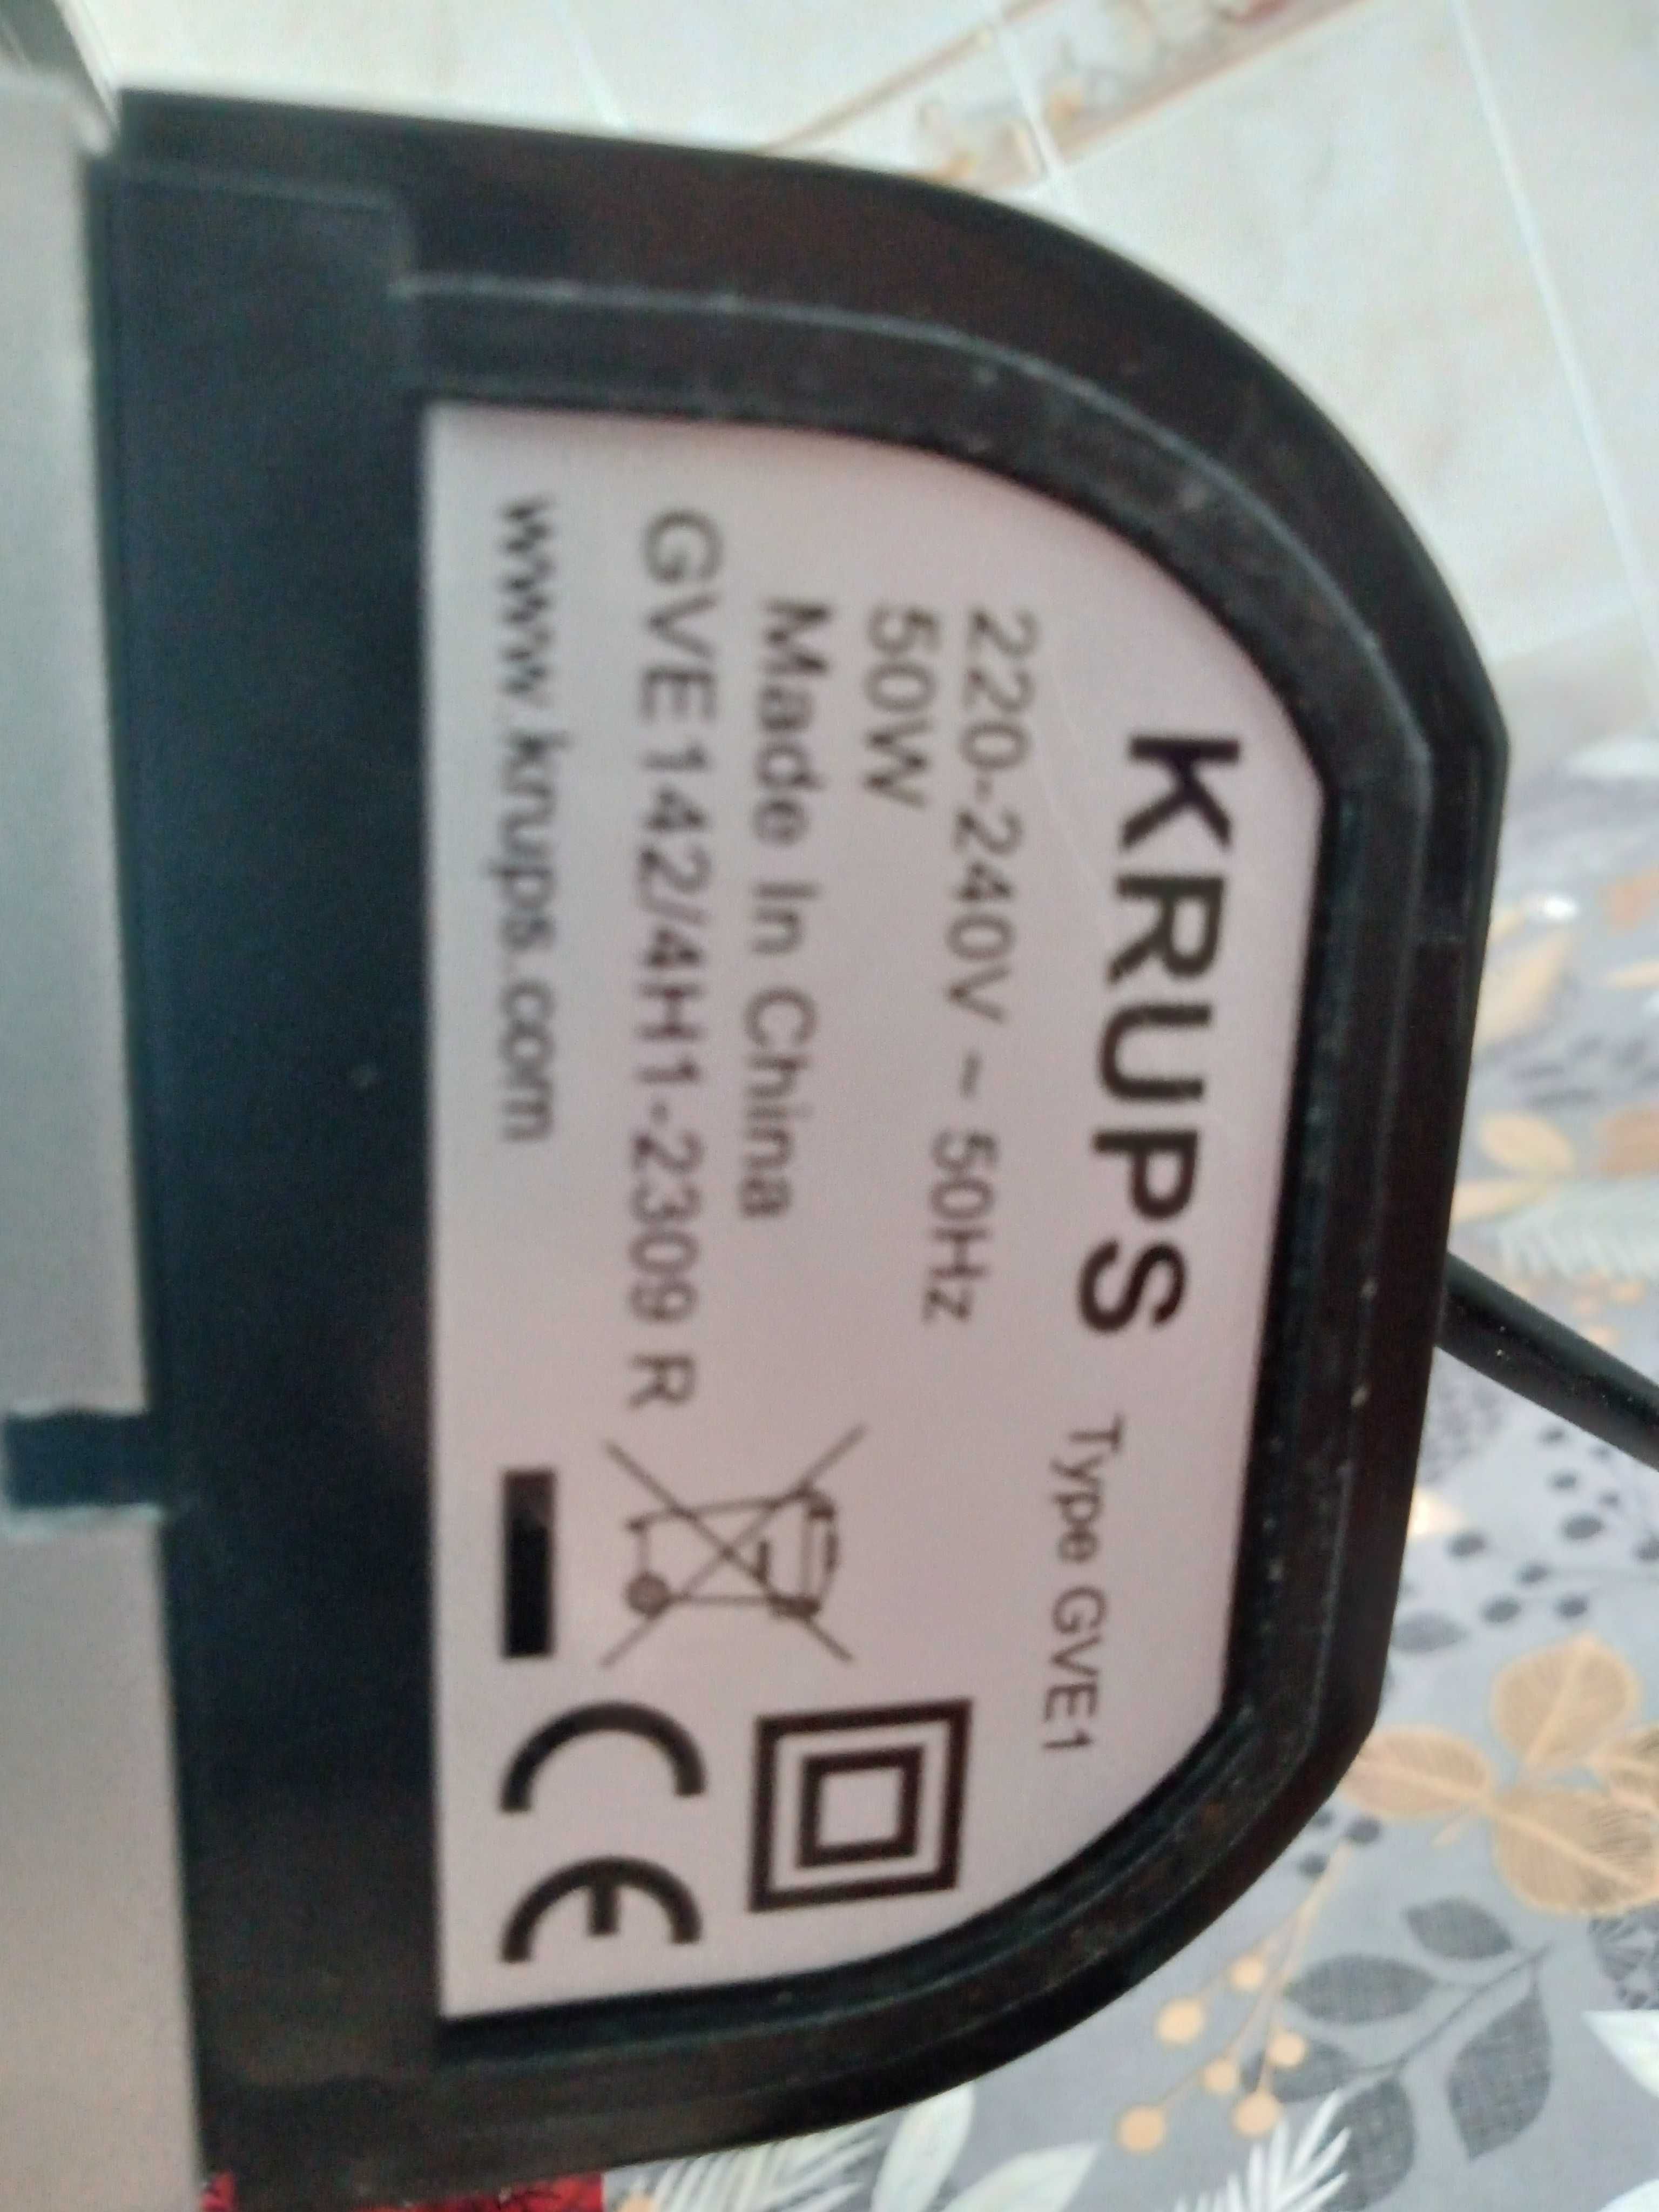 KRUPS Type GVE1
220-240V ~ 50Hz
50W
Made In China
GVE142/4H1-2309 R
www.krups.com
CE